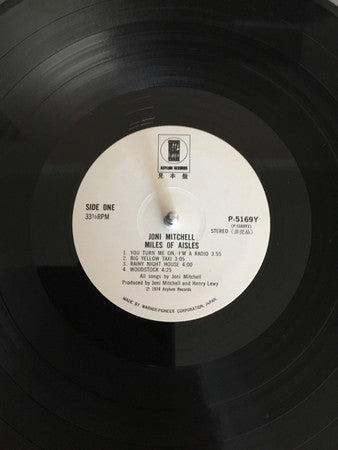 ASYLUM RECORDS
見本盤
SIDE ONE
33⅓RPM
P-5169Y
STEREO (非売品)
JONI MITCHELL
MILES OF AISLES
1. YOU TURN ME ON, I'M A RADIO 3:55
2. BIG YELLOW TAXI 3:05
3. RAINY NIGHT HOUSE 4:00
4. WOODSTOCK 4:25
All songs by Joni Mitchell
Produced by Joni Mitchell and Henry Lewy
Ⓟ 1974 Asylum Records
MADE BY WARNER-PIONEER CORPORATION, JAPAN.